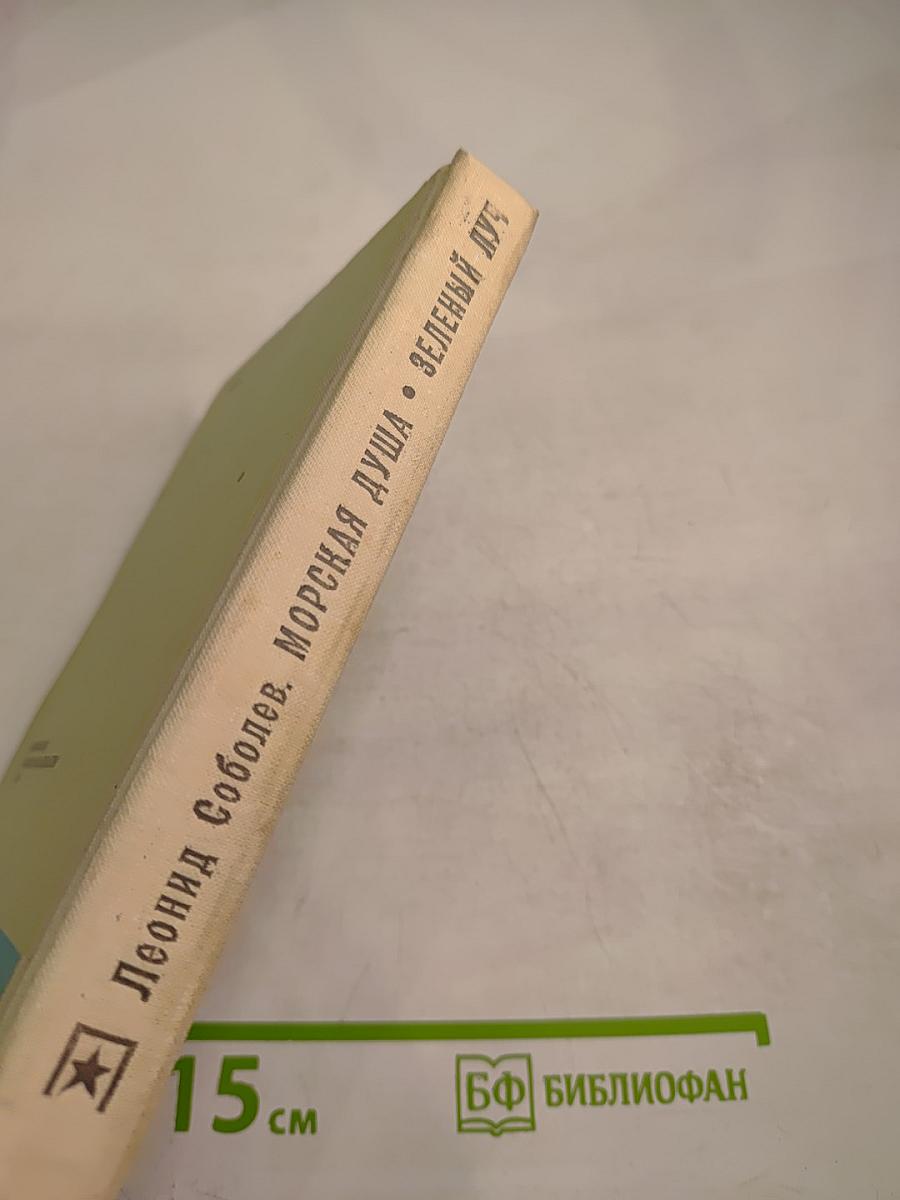 Леонид Соболев. МОРСКАЯ ДУША • ЗЕЛЕНЫЙ ЛУЧ
15 см
БФ БИБЛИОФАН